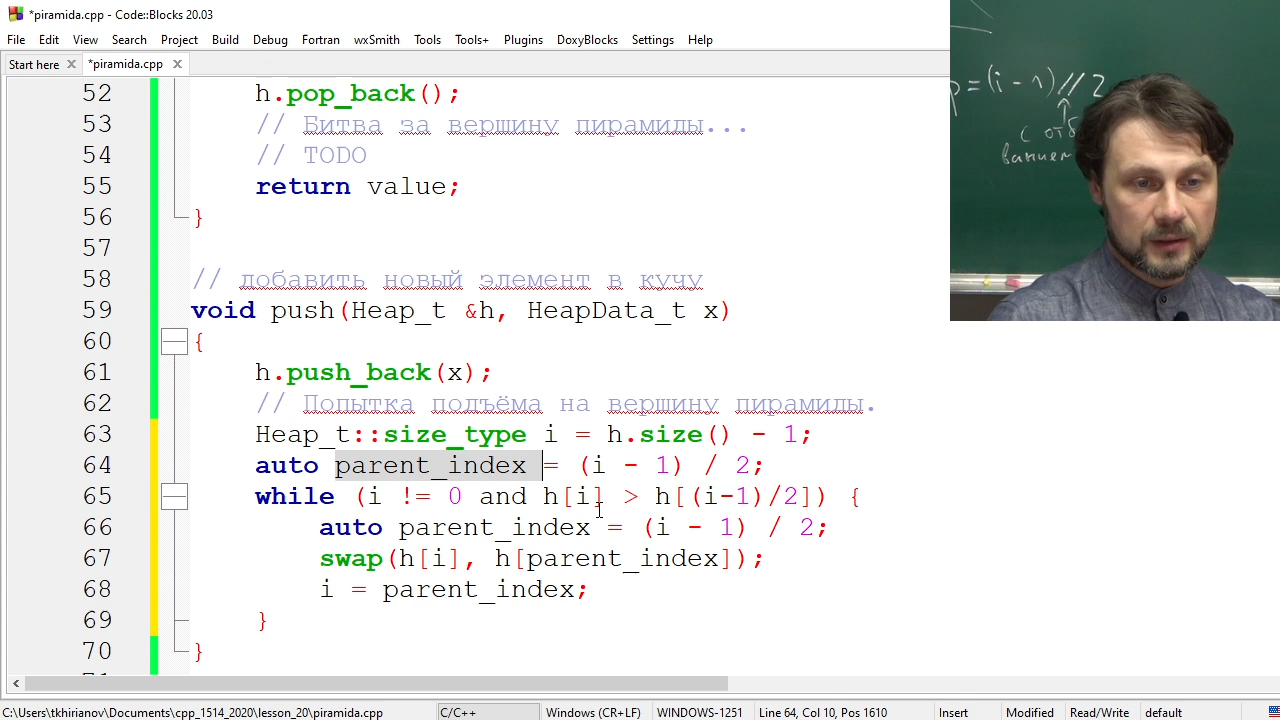 *piramida.cpp - Code::Blocks 20.03
File Edit View Search Project Build Debug Fortran wxSmith Tools Tools+ Plugins DoxyBlocks Settings Help
Start here *piramida.cpp
52 h.pop_back();
53 // Битва за вершину пирамиды...
54 // TODO
55 return value;
56 }
57
58 // добавить новый элемент в кучу
59 void push(Heap_t &h, HeapData_t x)
60 {
61 h.push_back(x);
62 // Попытка подъёма на вершину пирамиды.
63 Heap_t::size_type i = h.size() - 1;
64 auto parent_index = (i - 1) / 2;
65 while (i != 0 and h[i] > h[(i-1)/2]) {
66 auto parent_index = (i - 1) / 2;
67 swap(h[i], h[parent_index]);
68 i = parent_index;
69 }
70 }
C:\Users\tkhirianov\Documents\cpp_1514_2020\lesson_20\piramida.cpp C/C++ Windows (CR+LF) WINDOWS-1251 Line 64, Col 10, Pos 1610 Insert Modified Read/Write default
p=(i-1)//2
с отб
ванием